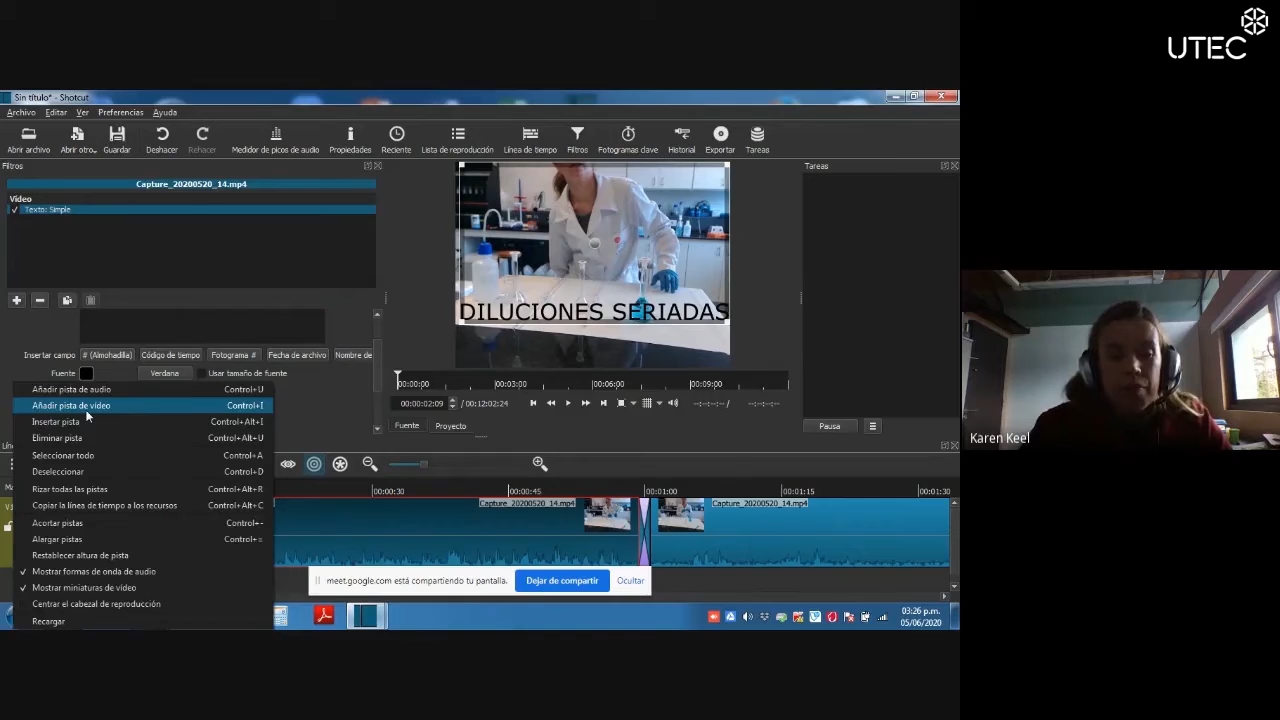 UTEC
Sin título* - Shotcut
Archivo Editar Ver Preferencias Ayuda
Abrir archivo Abrir otro... Guardar Deshacer Rehacer Medidor de picos de audio Propiedades Reciente Lista de reproducción Línea de tiempo Filtros Fotogramas clave Historial Exportar Tareas
Filtros
Tareas
Capture_20200520_14.mp4
Vídeo
Texto: Simple
DILUCIONES SERIADAS
Insertar campo # (Almohadilla) Código de tiempo Fotograma # Fecha de archivo Nombre de
Fuente Verdana Usar tamaño de fuente
00:00:00 00:03:00 00:06:00 00:09:00
00:00:02:09 / 00:12:02:24 --:--:--:-- / --:--:--:--
Fuente Proyecto
Pausa
Añadir pista de audio Control+U
Añadir pista de vídeo Control+I
Insertar pista Control+Alt+I
Eliminar pista Control+Alt+U
Seleccionar todo Control+A
Deseleccionar Control+D
Rizar todas las pistas Control+Alt+R
Copiar la línea de tiempo a los recursos Control+Alt+C
Acortar pistas Control+-
Alargar pistas Control+=
Restablecer altura de pista
Mostrar formas de onda de audio
Mostrar miniaturas de vídeo
Centrar el cabezal de reproducción
Recargar
00:00:30 00:00:45 00:01:00 00:01:15 00:01:30
Capture_20200520_14.mp4 Capture_20200520_14.mp4
meet.google.com está compartiendo tu pantalla. Dejar de compartir Ocultar
03:26 p.m.
05/06/2020
Karen Keel